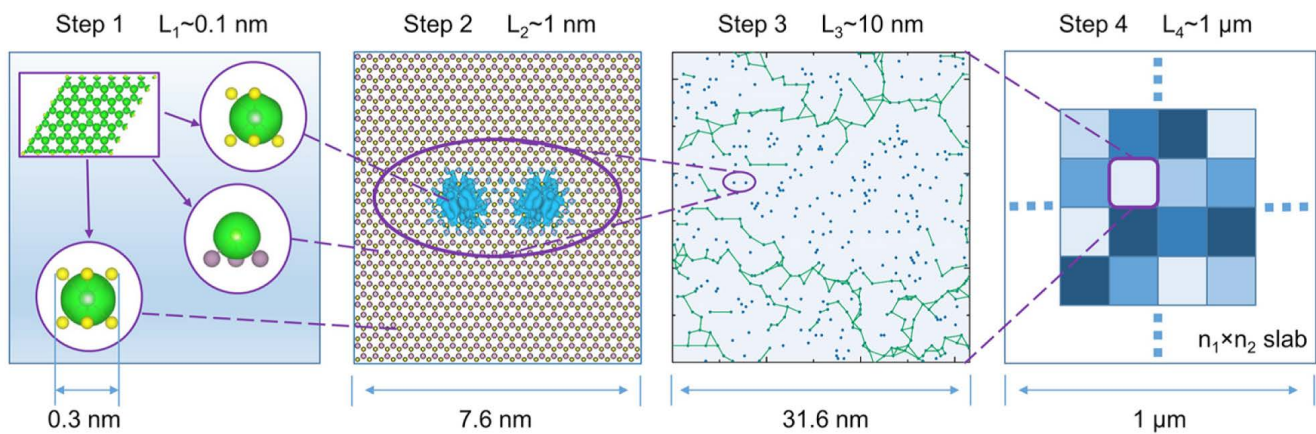 Step 1 L₁~0.1 nm
Step 2 L₂~1 nm
Step 3 L₃~10 nm
Step 4 L₄~1 µm
n₁×n₂ slab
0.3 nm
7.6 nm
31.6 nm
1 µm